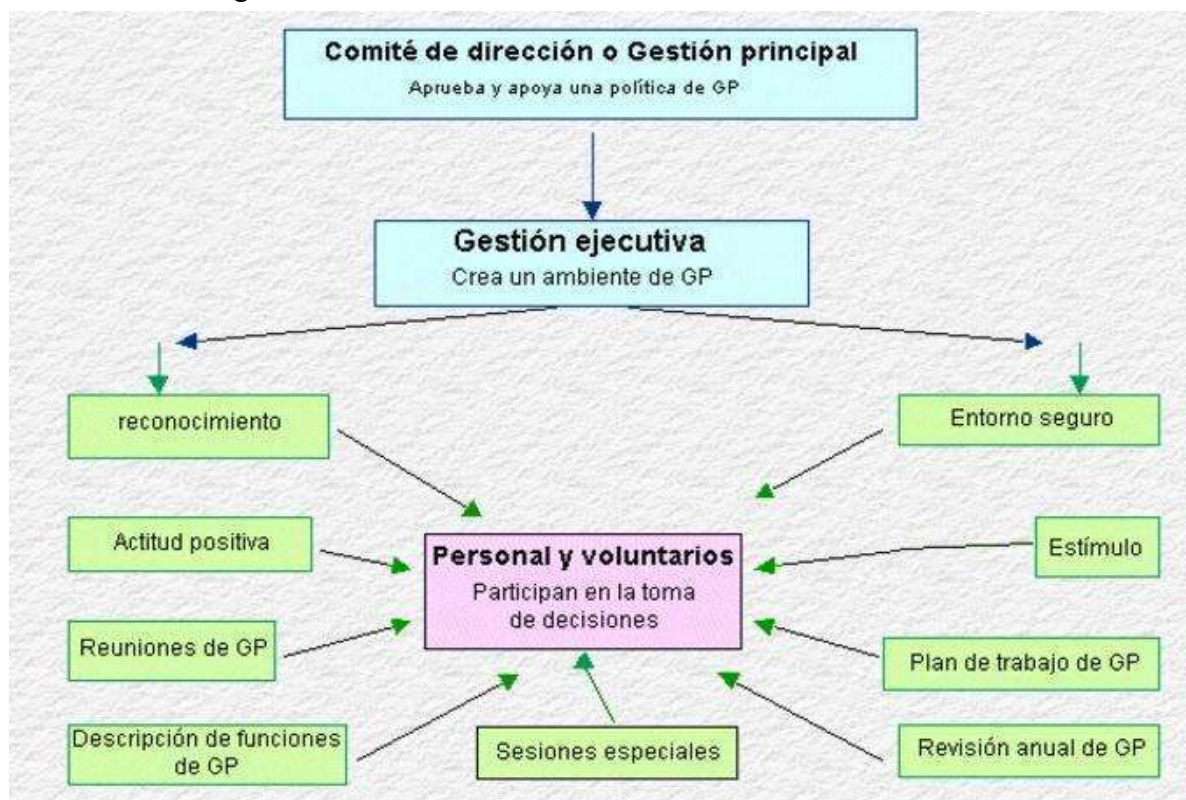 Comité de dirección o Gestión principal
Aprueba y apoya una política de GP
Gestión ejecutiva
Crea un ambiente de GP
reconocimiento
Entorno seguro
Actitud positiva
Estímulo
Personal y voluntarios
Participan en la toma
de decisiones
Reuniones de GP
Plan de trabajo de GP
Descripción de funciones
de GP
Sesiones especiales
Revisión anual de GP